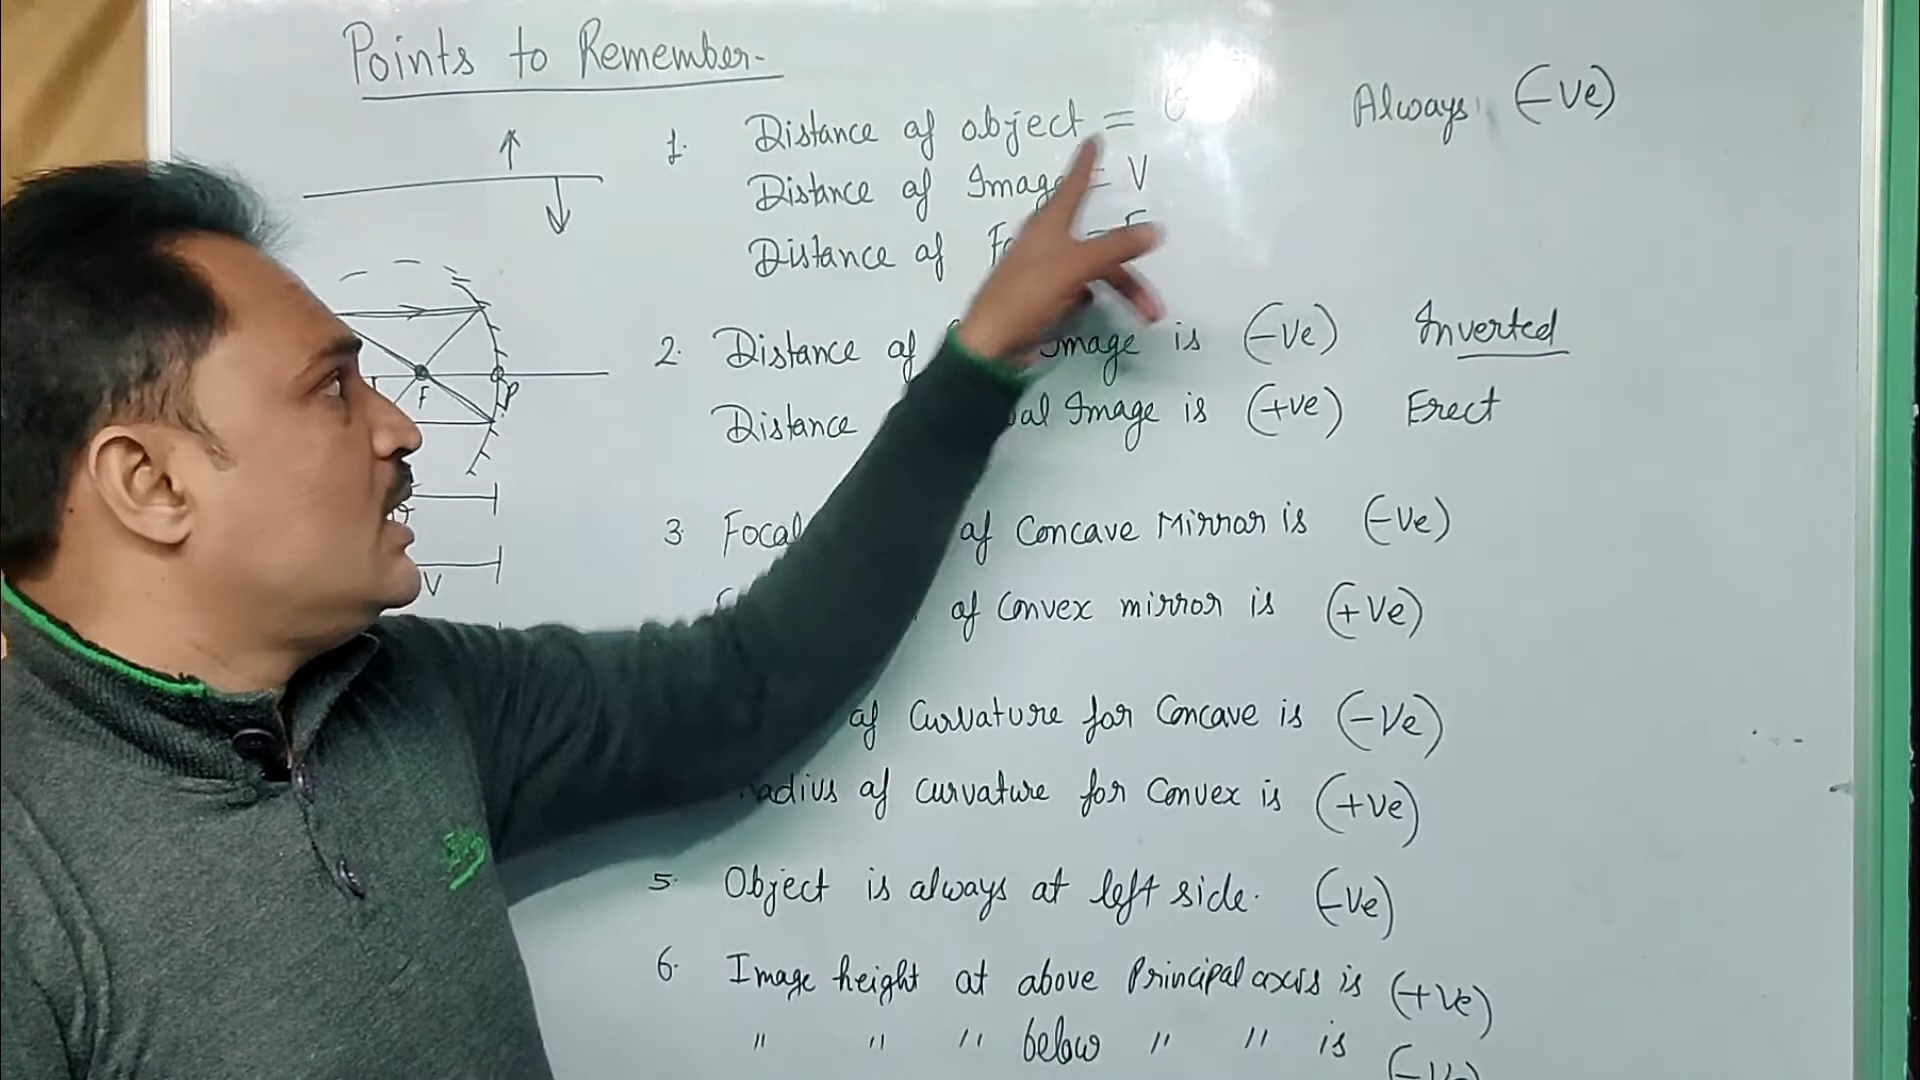 Points to Remember-
1. Distance of object = Always (-ve)
Distance of Image = V
Distance of
2. Distance of Image is (-ve) Inverted
Distance Image is (+ve) Erect
3. Focal of Concave Mirror is (-ve)
of Convex mirror is (+ve)
of Curvature for Concave is (-ve)
radius of curvature for Convex is (+ve)
5. Object is always at left side. (-ve)
6. Image height at above Principal axis is (+ve)
" " " below " " is
F P
V